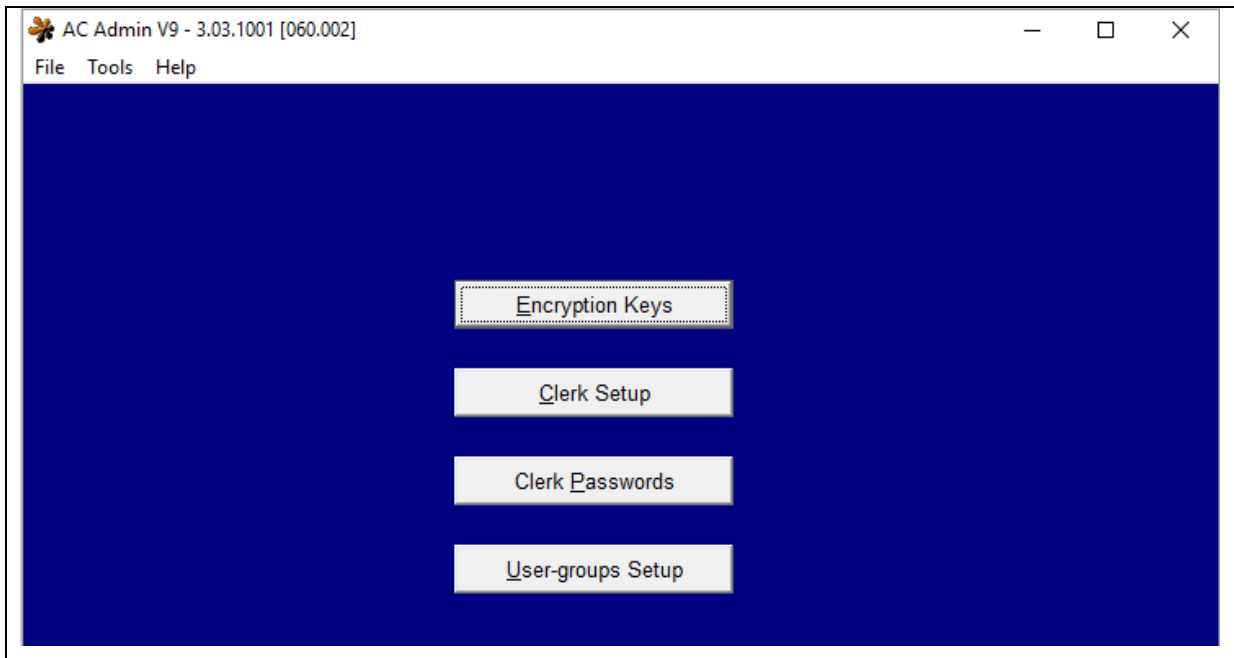 AC Admin V9 - 3.03.1001 [060.002]
File Tools Help
Encryption Keys
Clerk Setup
Clerk Passwords
User-groups Setup